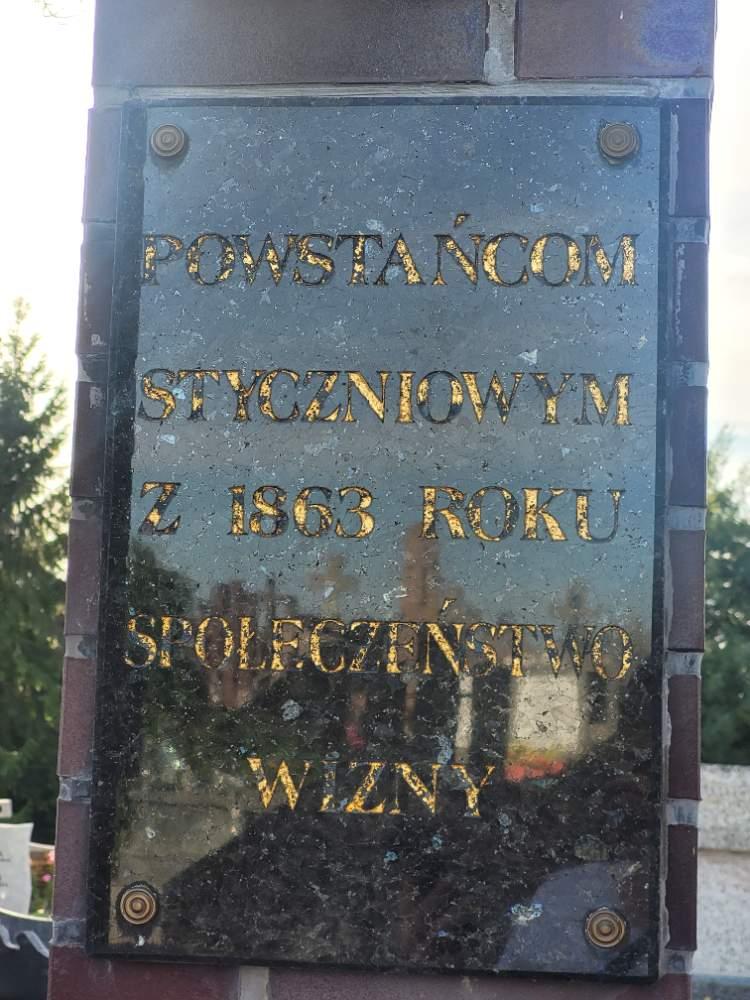 POWSTAŃCOM
STYCZNIOWYM
Z 1863 ROKU
SPOŁECZEŃSTWO
WIZNY